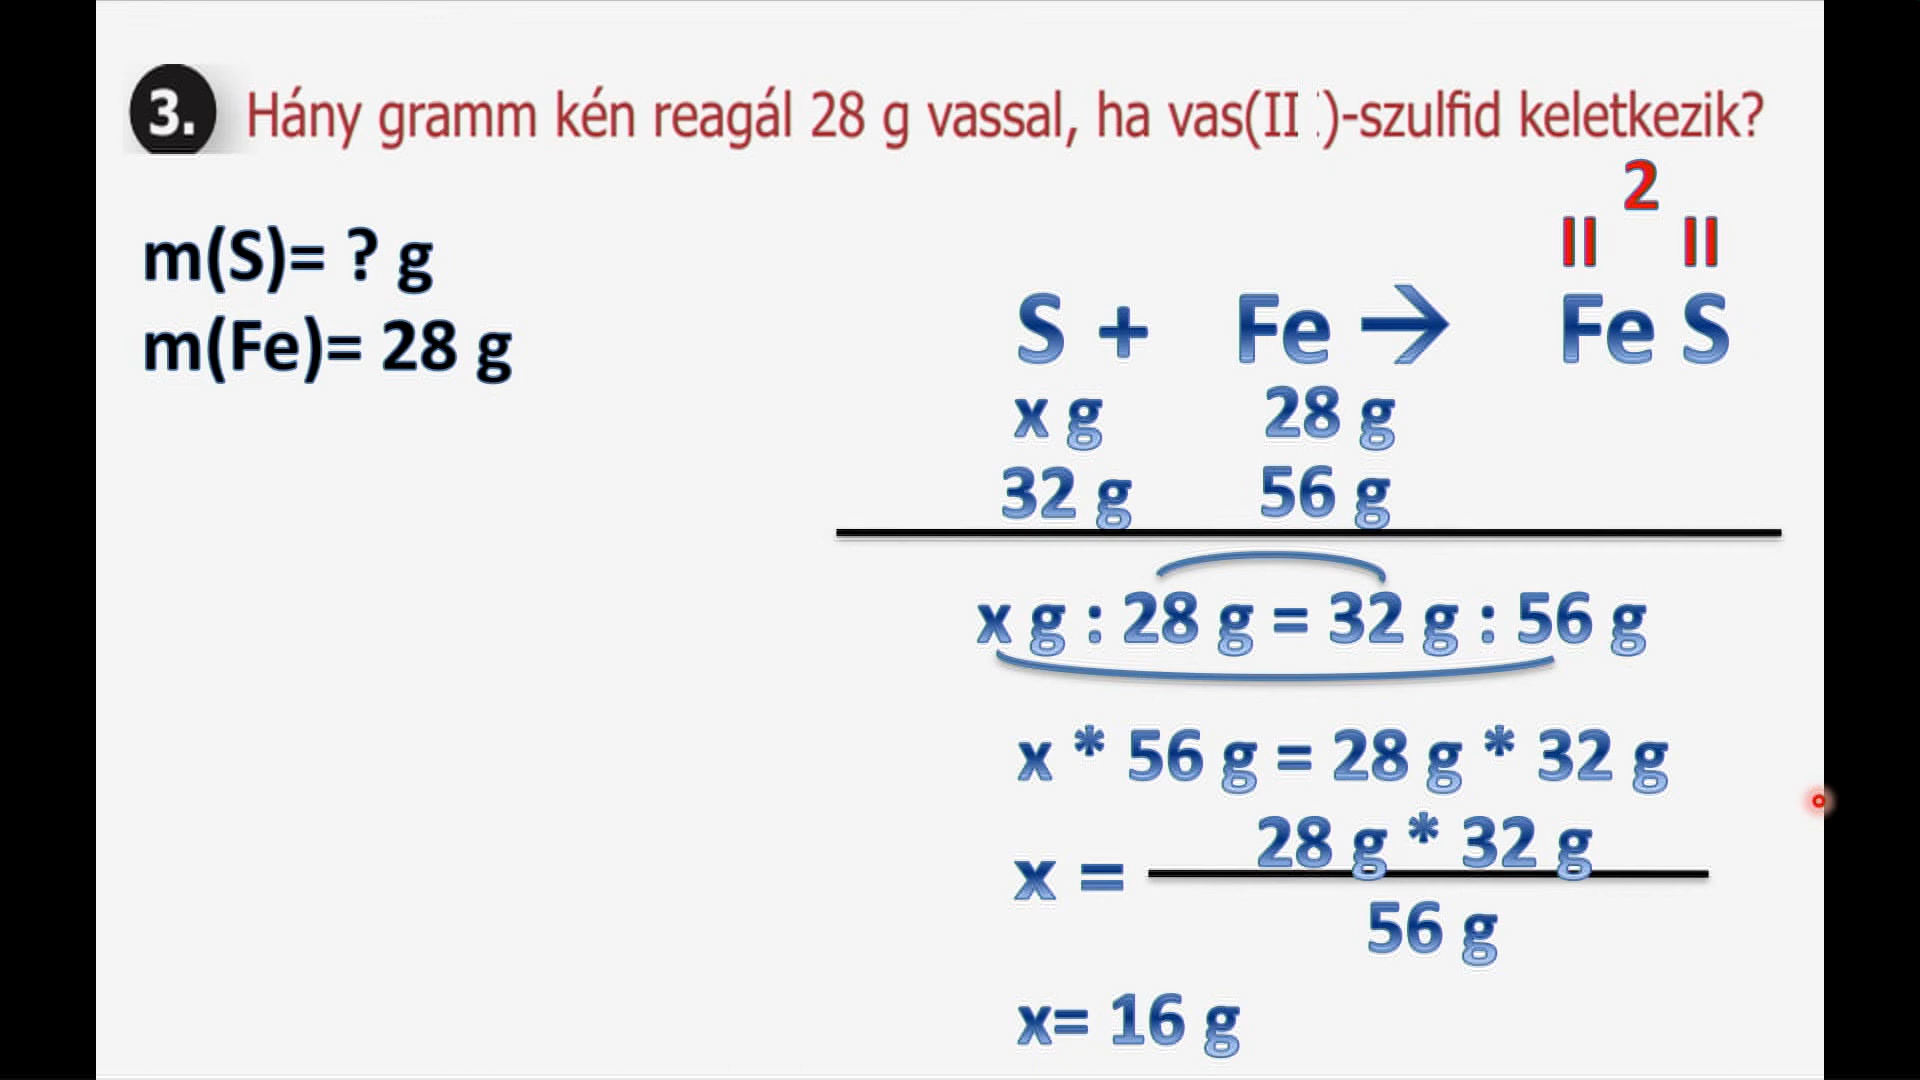 3. Hány gramm kén reagál 28 g vassal, ha vas(II )-szulfid keletkezik?
m(S)= ? g
m(Fe)= 28 g
2
II II
S + Fe → Fe S
x g 28 g
32 g 56 g
x g : 28 g = 32 g : 56 g
x * 56 g = 28 g * 32 g
28 g * 32 g
x =
56 g
x= 16 g